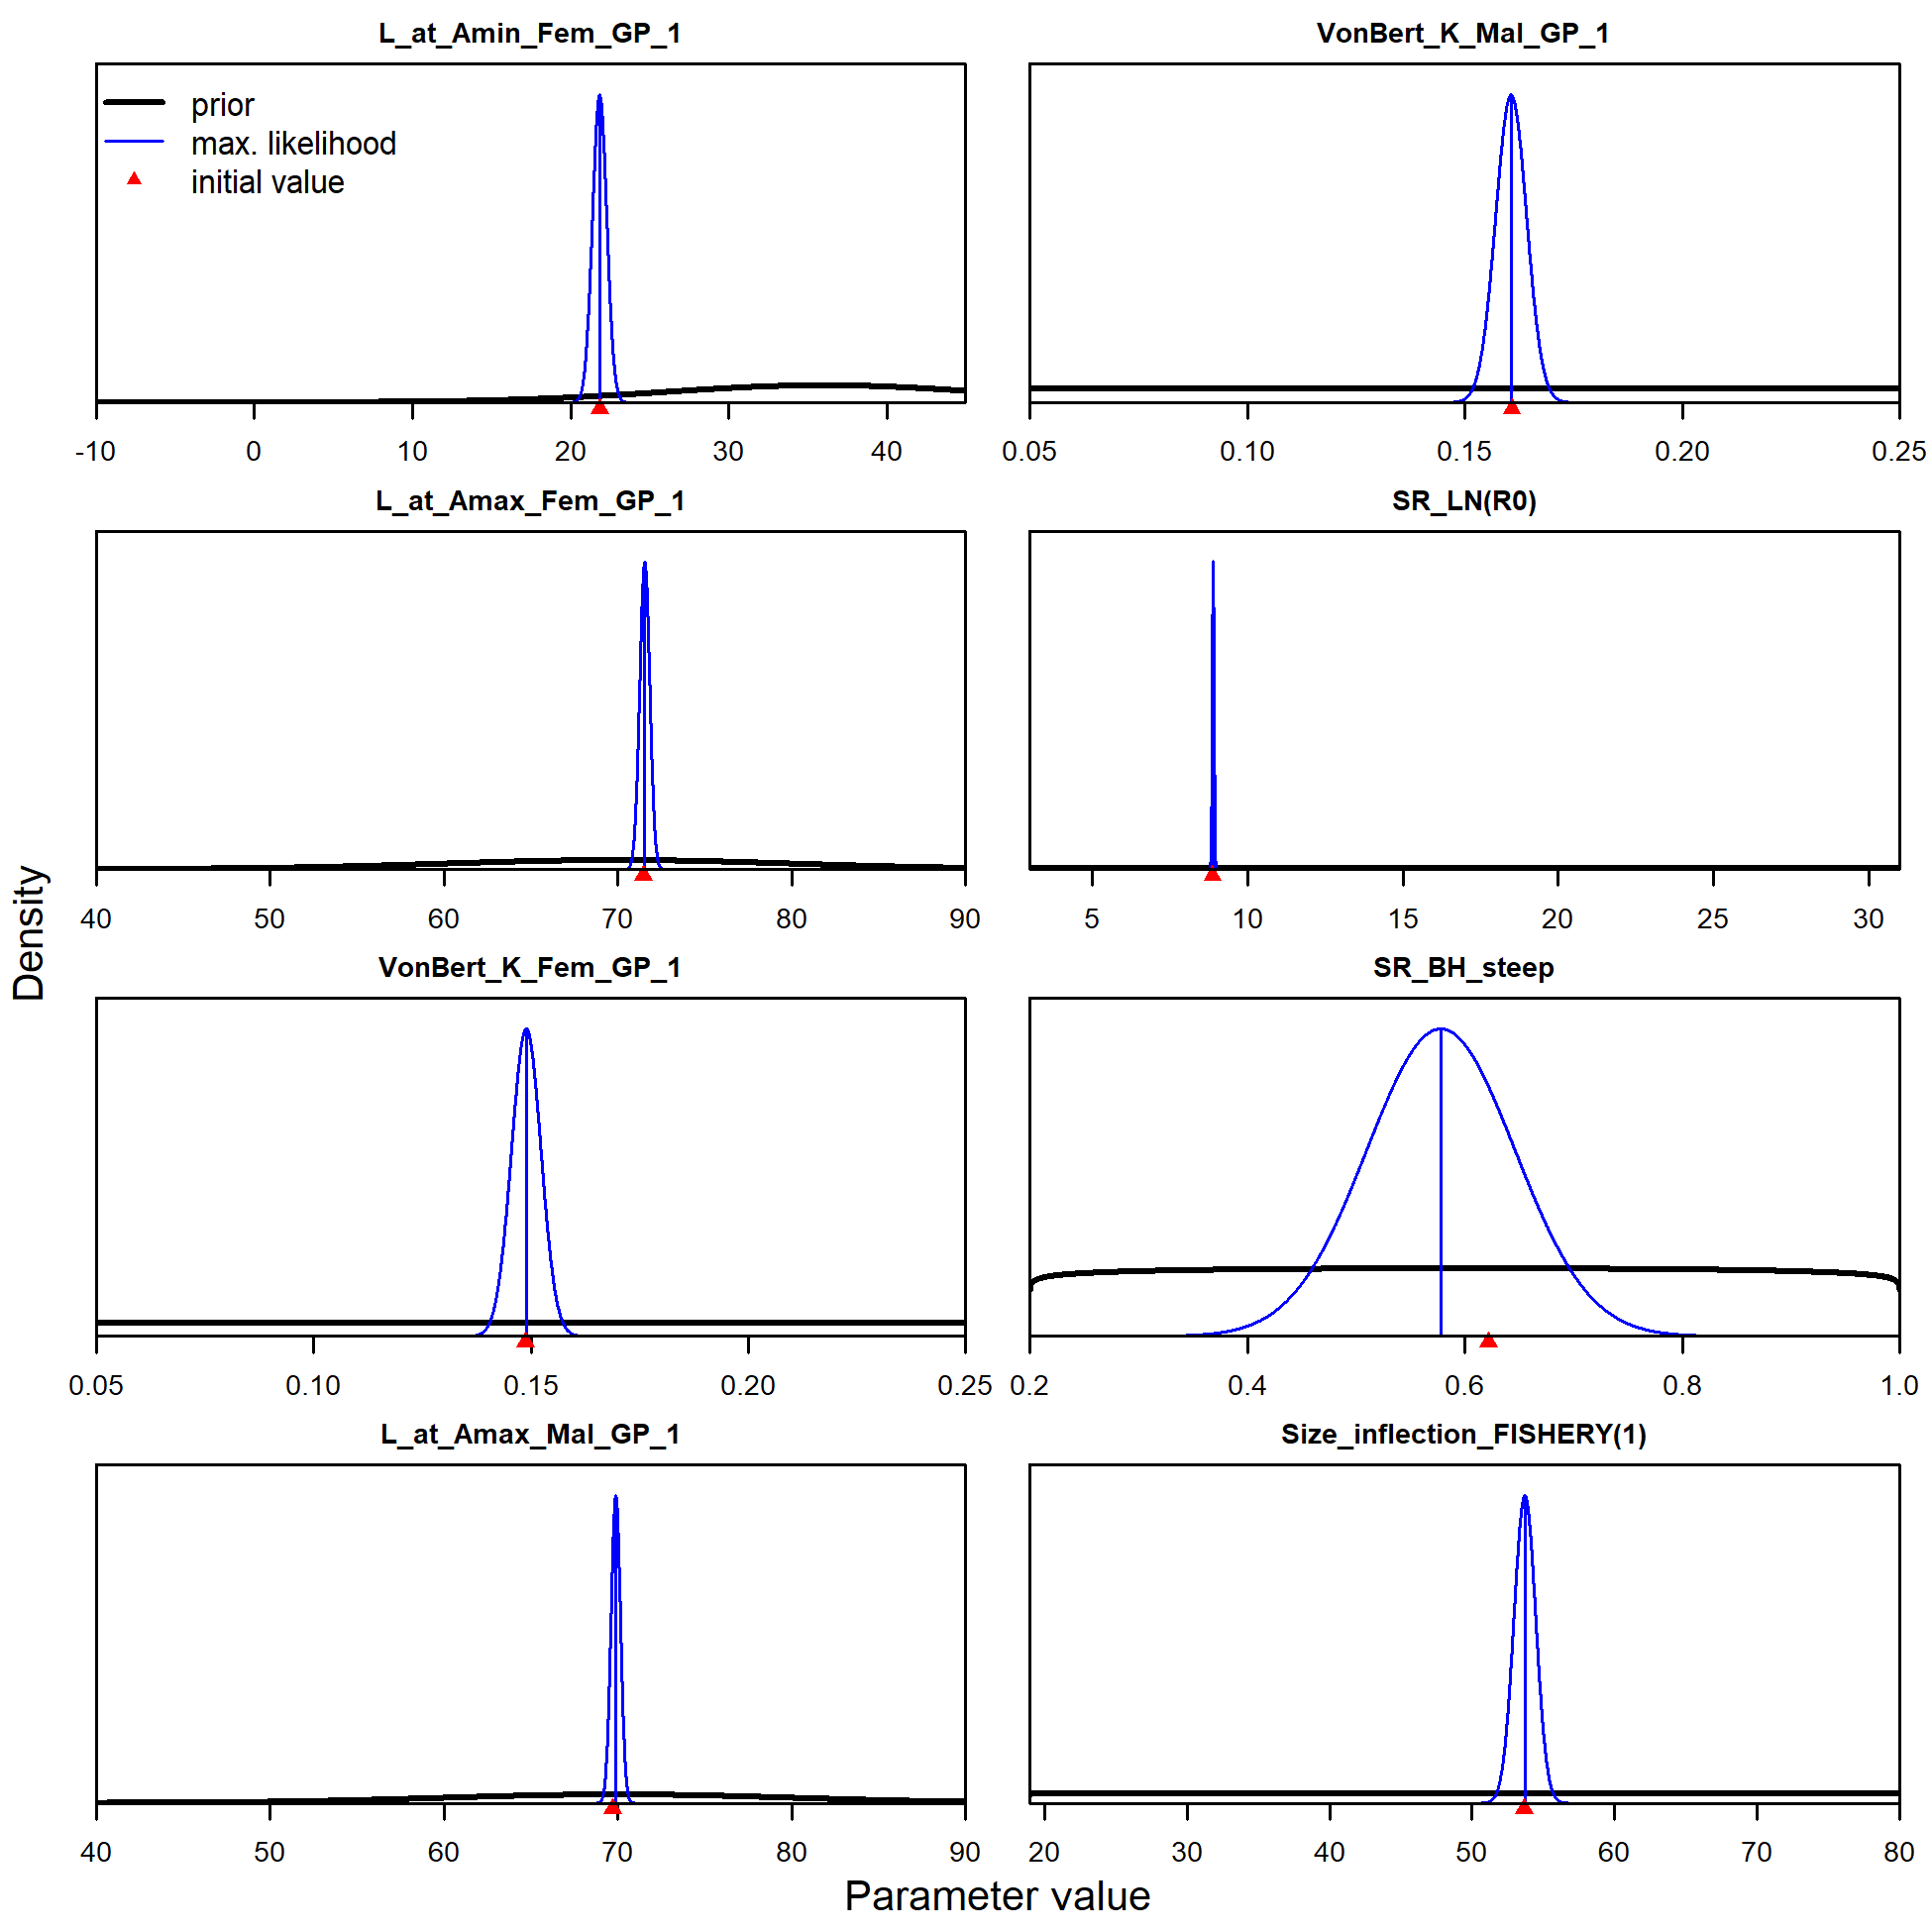 L_at_Amin_Fem_GP_1
prior
max. likelihood
initial value
-10 0 10 20 30 40
VonBert_K_Mal_GP_1
0.05 0.10 0.15 0.20 0.25
L_at_Amax_Fem_GP_1
40 50 60 70 80 90
SR_LN(R0)
5 10 15 20 25 30
VonBert_K_Fem_GP_1
0.05 0.10 0.15 0.20 0.25
SR_BH_steep
0.2 0.4 0.6 0.8 1.0
L_at_Amax_Mal_GP_1
40 50 60 70 80 90
Size_inflection_FISHERY(1)
20 30 40 50 60 70 80
Density
Parameter value